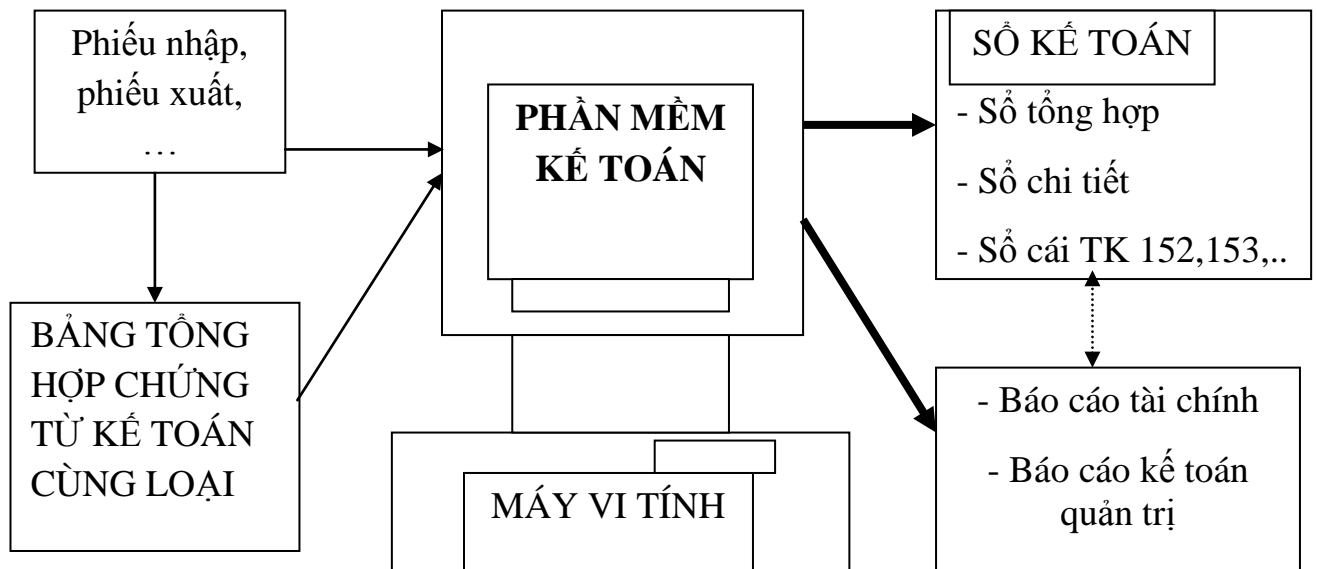 Phiếu nhập,
phiếu xuất,
…
BẢNG TỔNG
HỢP CHỨNG
TỪ KẾ TOÁN
CÙNG LOẠI
PHẦN MỀM
KẾ TOÁN
MÁY VI TÍNH
SỔ KẾ TOÁN
- Sổ tổng hợp
- Sổ chi tiết
- Sổ cái TK 152,153,..
- Báo cáo tài chính
- Báo cáo kế toán
quản trị